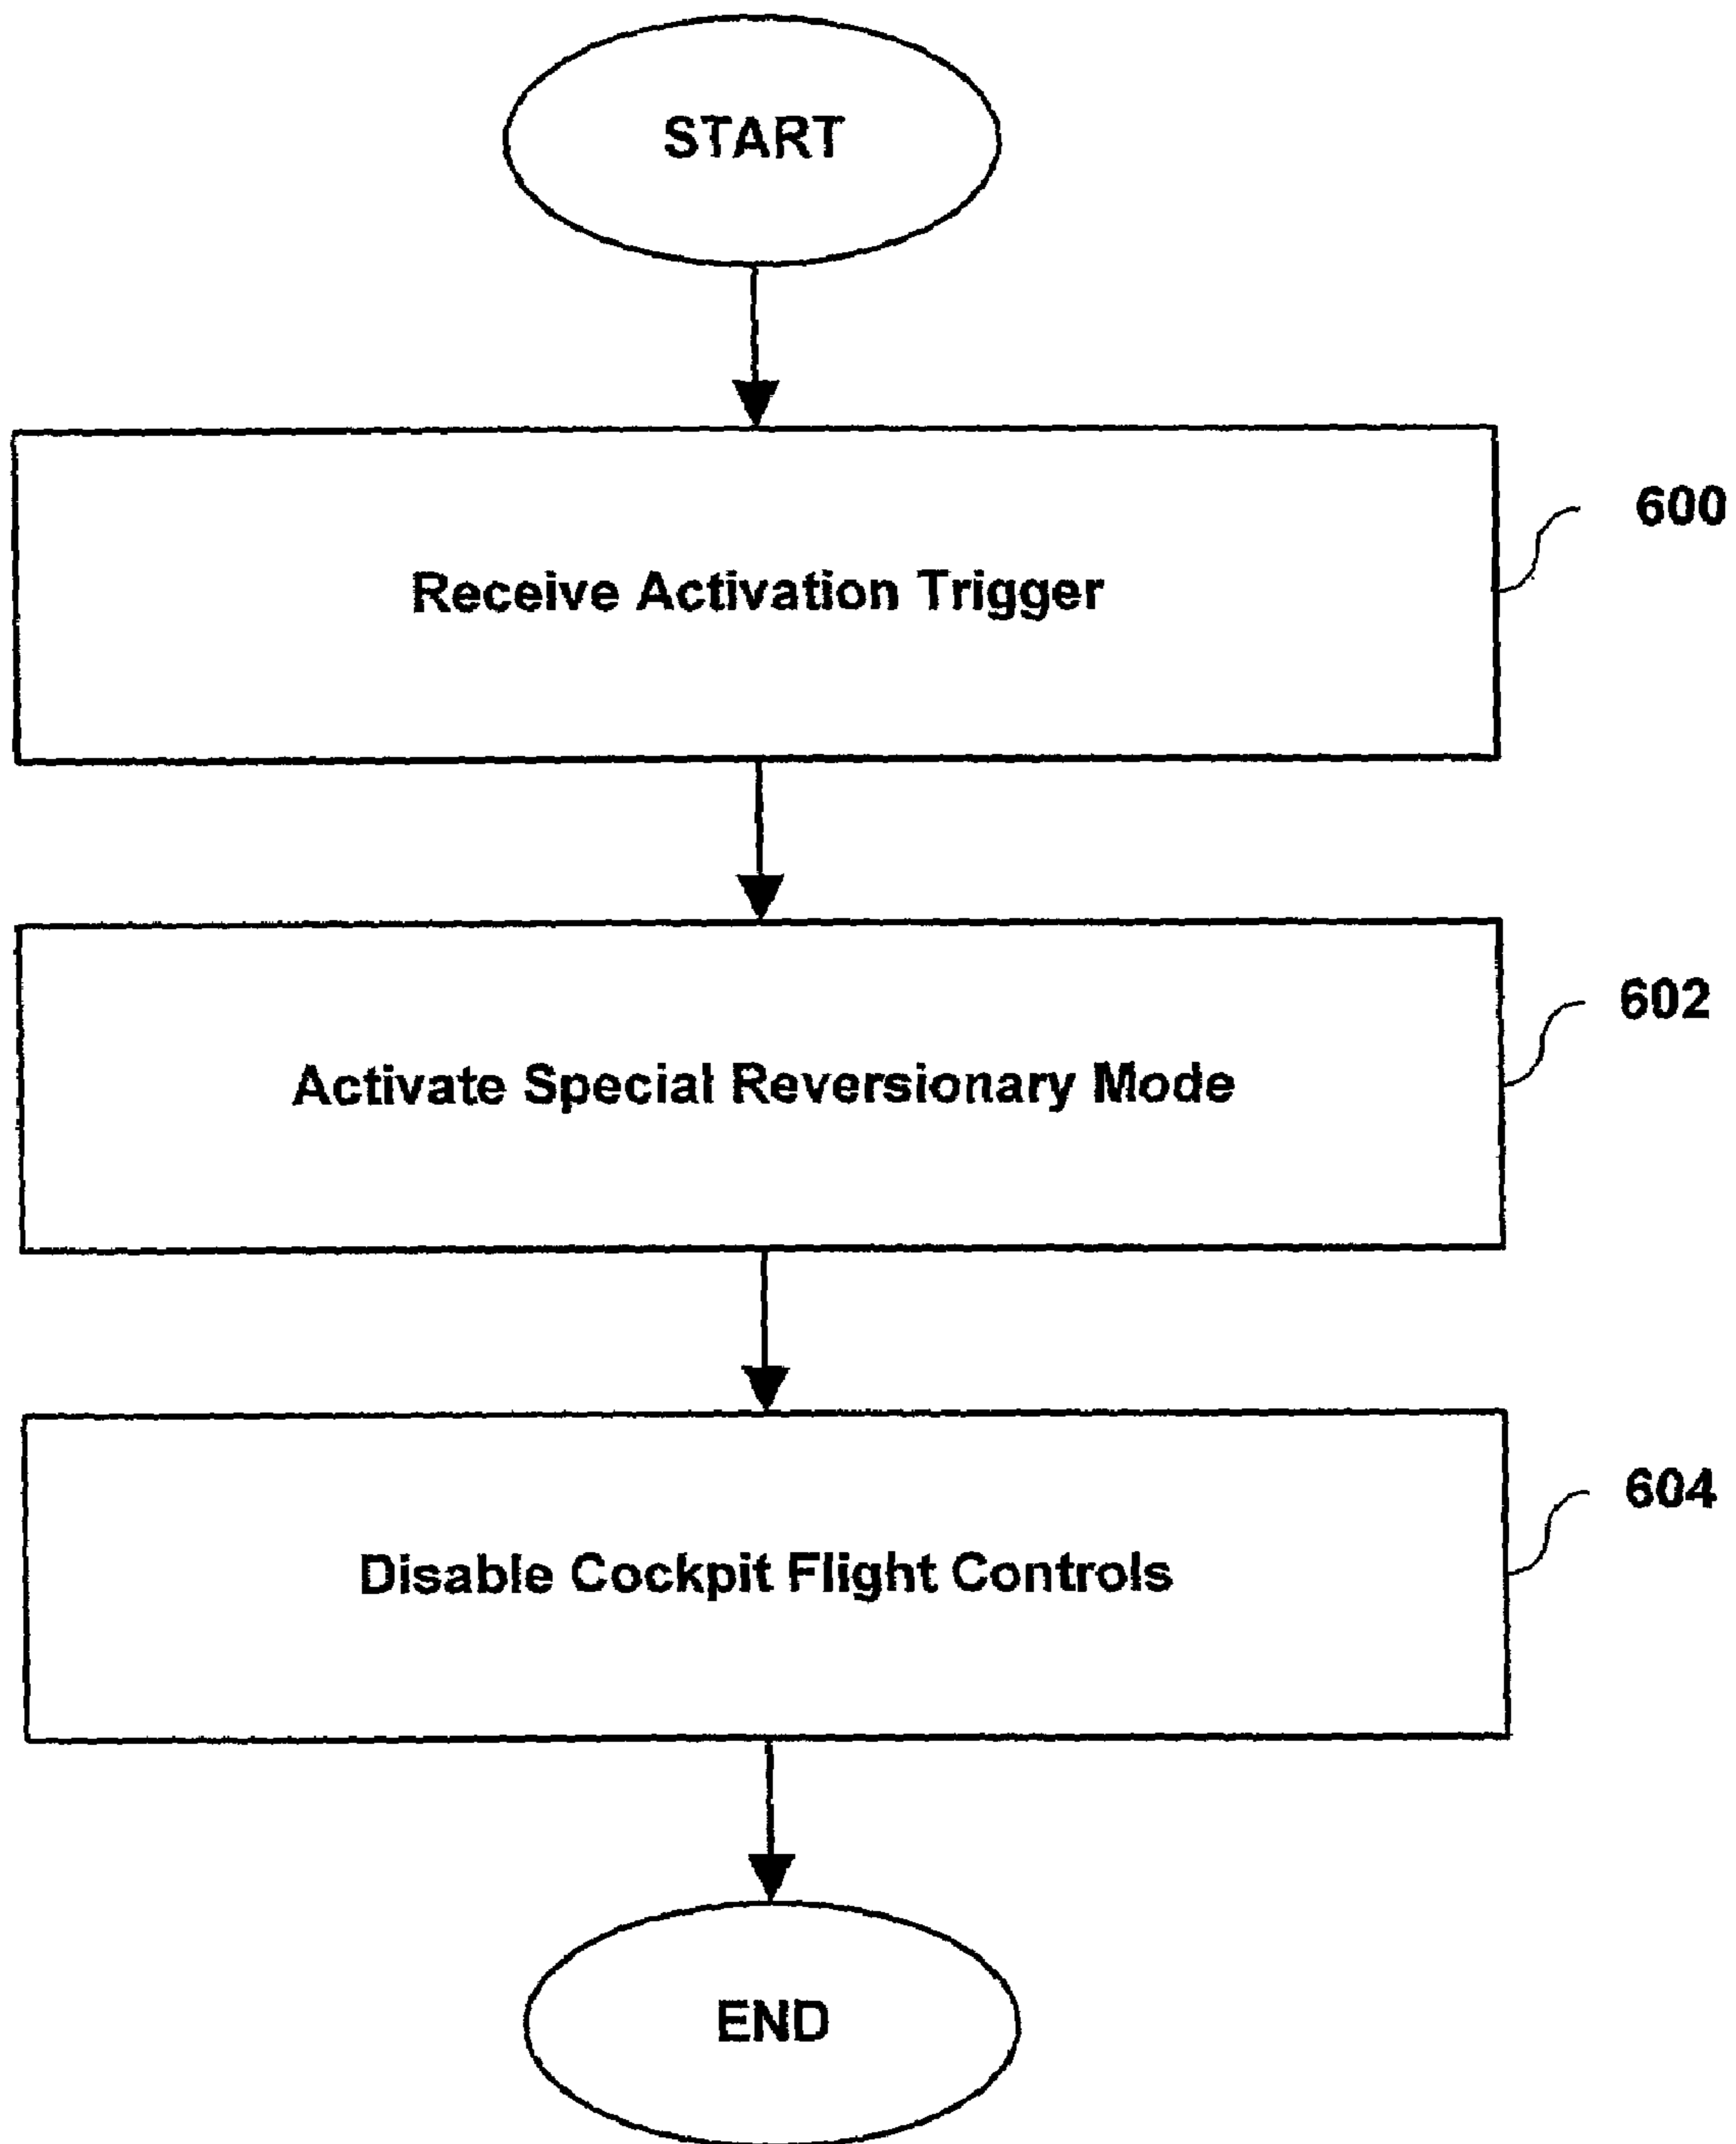 START
600
Receive Activation Trigger
602
Activate Special Reversionary Mode
604
Disable Cockpit Flight Controls
END